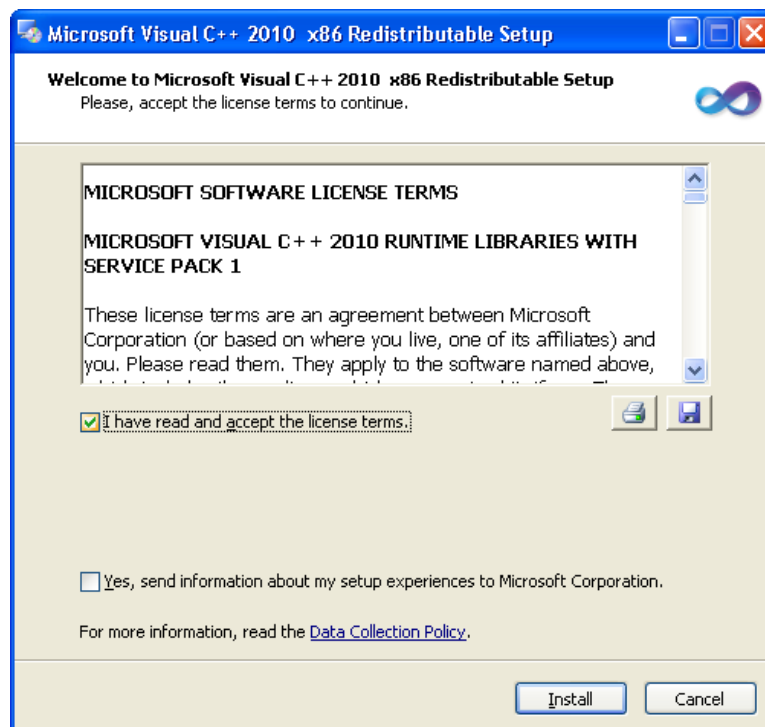 Microsoft Visual C++ 2010  x86 Redistributable Setup
Welcome to Microsoft Visual C++ 2010  x86 Redistributable Setup
Please, accept the license terms to continue.
MICROSOFT SOFTWARE LICENSE TERMS
MICROSOFT VISUAL C++ 2010 RUNTIME LIBRARIES WITH
SERVICE PACK 1
These license terms are an agreement between Microsoft
Corporation (or based on where you live, one of its affiliates) and
you. Please read them. They apply to the software named above,
I have read and accept the license terms.
Yes, send information about my setup experiences to Microsoft Corporation.
For more information, read the Data Collection Policy.
Install
Cancel